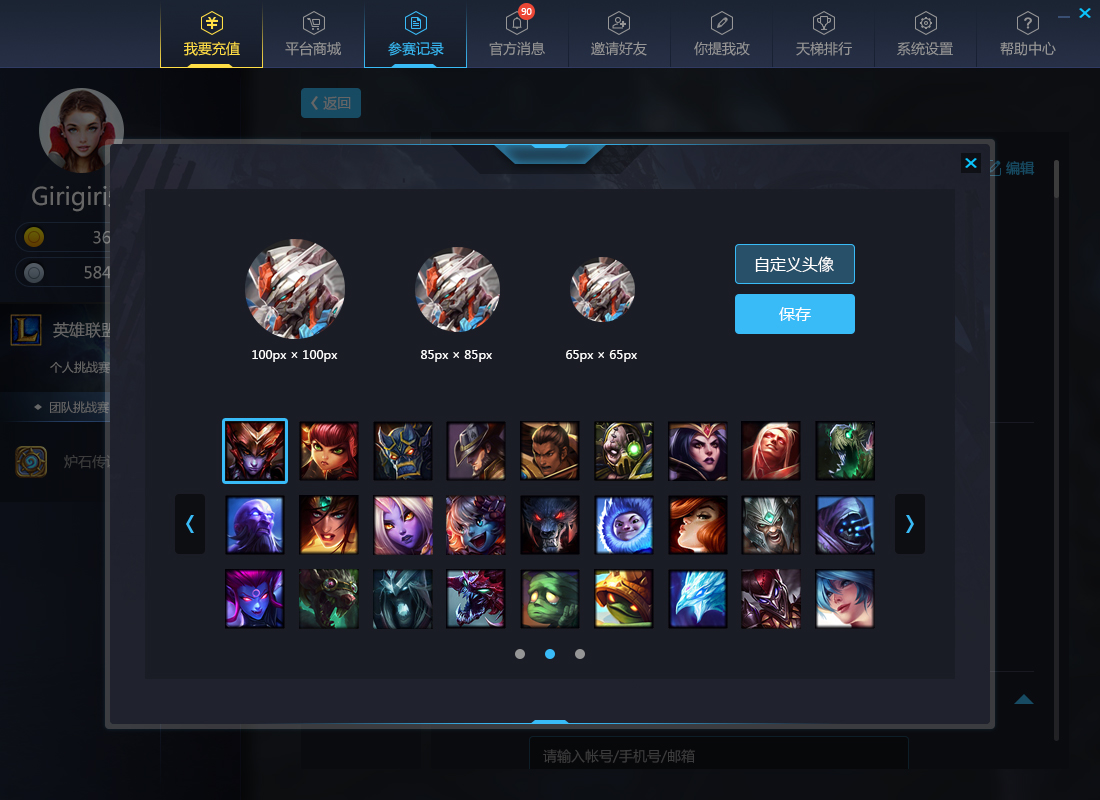 90
我要充值 平台商城 参赛记录 官方消息 邀请好友 你提我改 天梯排行 系统设置 帮助中心
返回
编辑
Girigiri
36
584
英雄联盟
个人挑战赛
团队挑战赛
炉石传
自定义头像
保存
100px × 100px 85px × 85px 65px × 65px
请输入帐号/手机号/邮箱